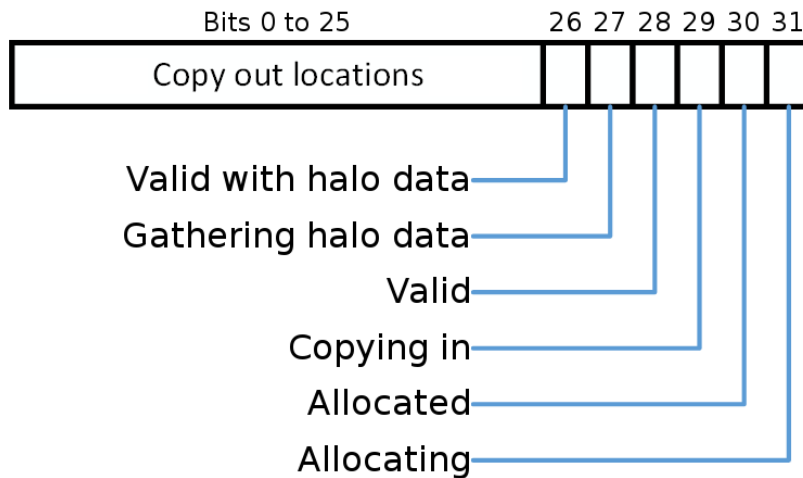 Bits 0 to 25 26 27 28 29 30 31
Copy out locations
Valid with halo data
Gathering halo data
Valid
Copying in
Allocated
Allocating